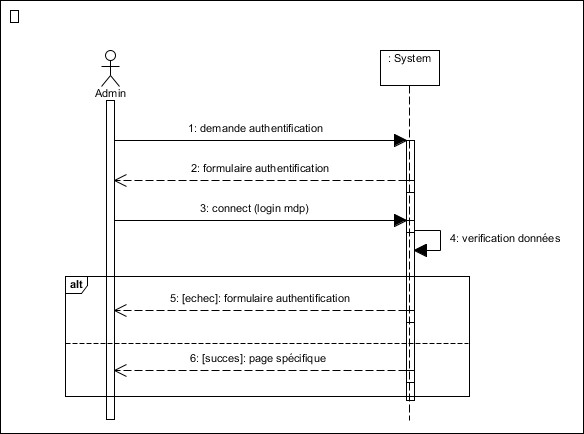 : System
Admin
1: demande authentification
2: formulaire authentification
3: connect (login mdp)
4: verification données
alt
5: [echec]: formulaire authentification
6: [succes]: page spécifique